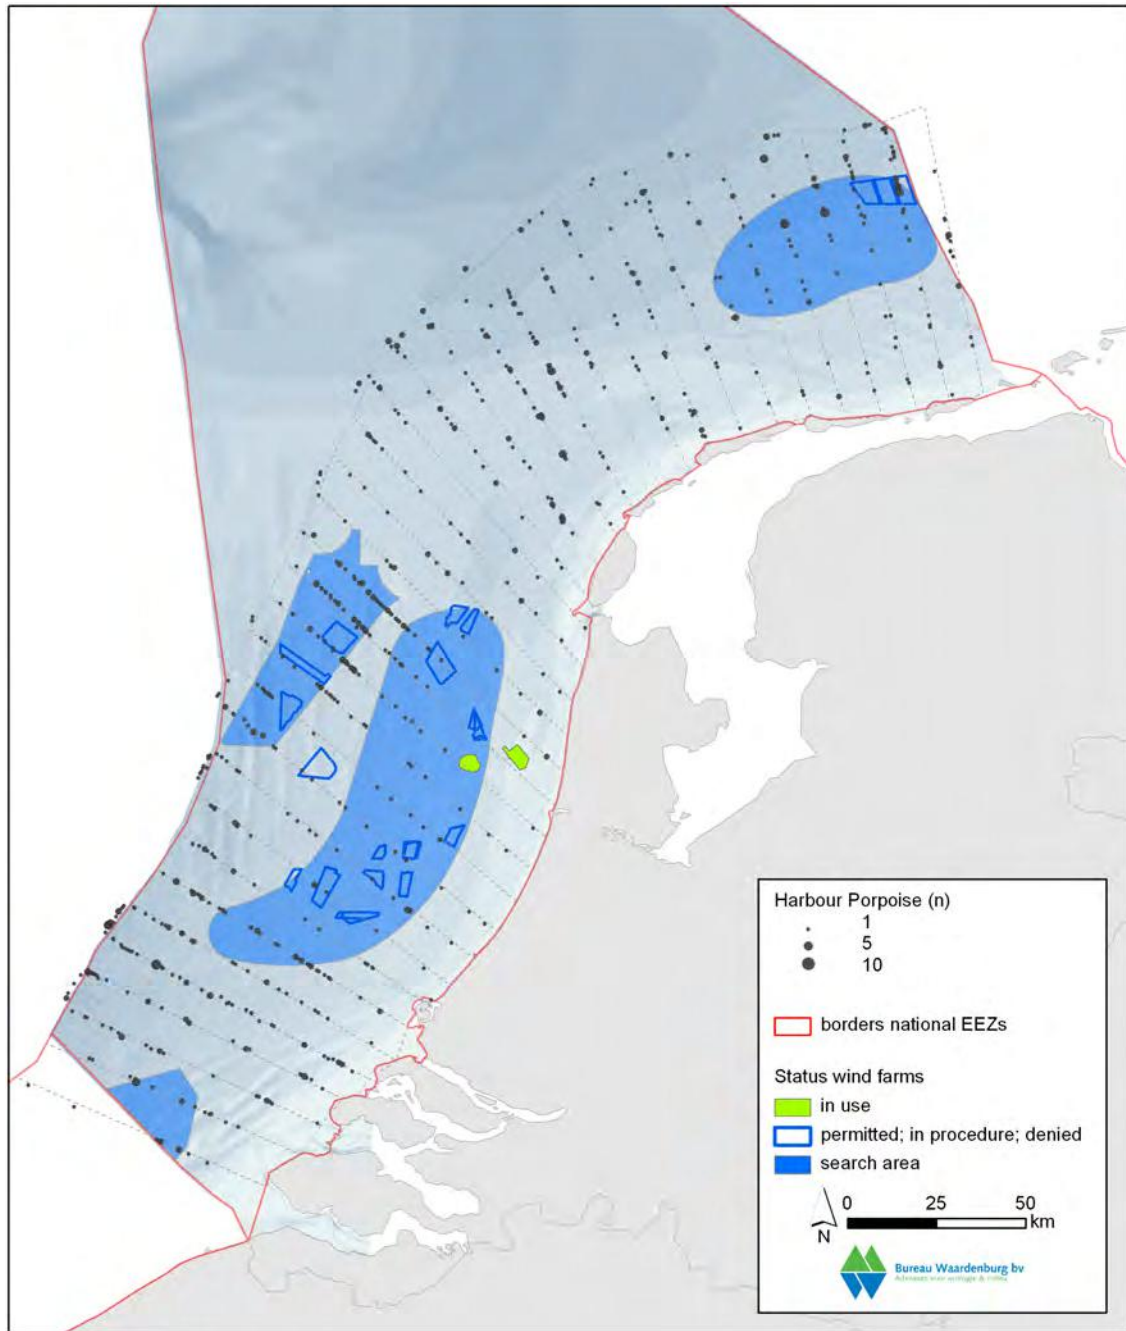 Harbour Porpoise (n)
1
5
10
borders national EEZs
Status wind farms
in use
permitted; in procedure; denied
search area
0 25 50
km
N
Bureau Waardenburg bv